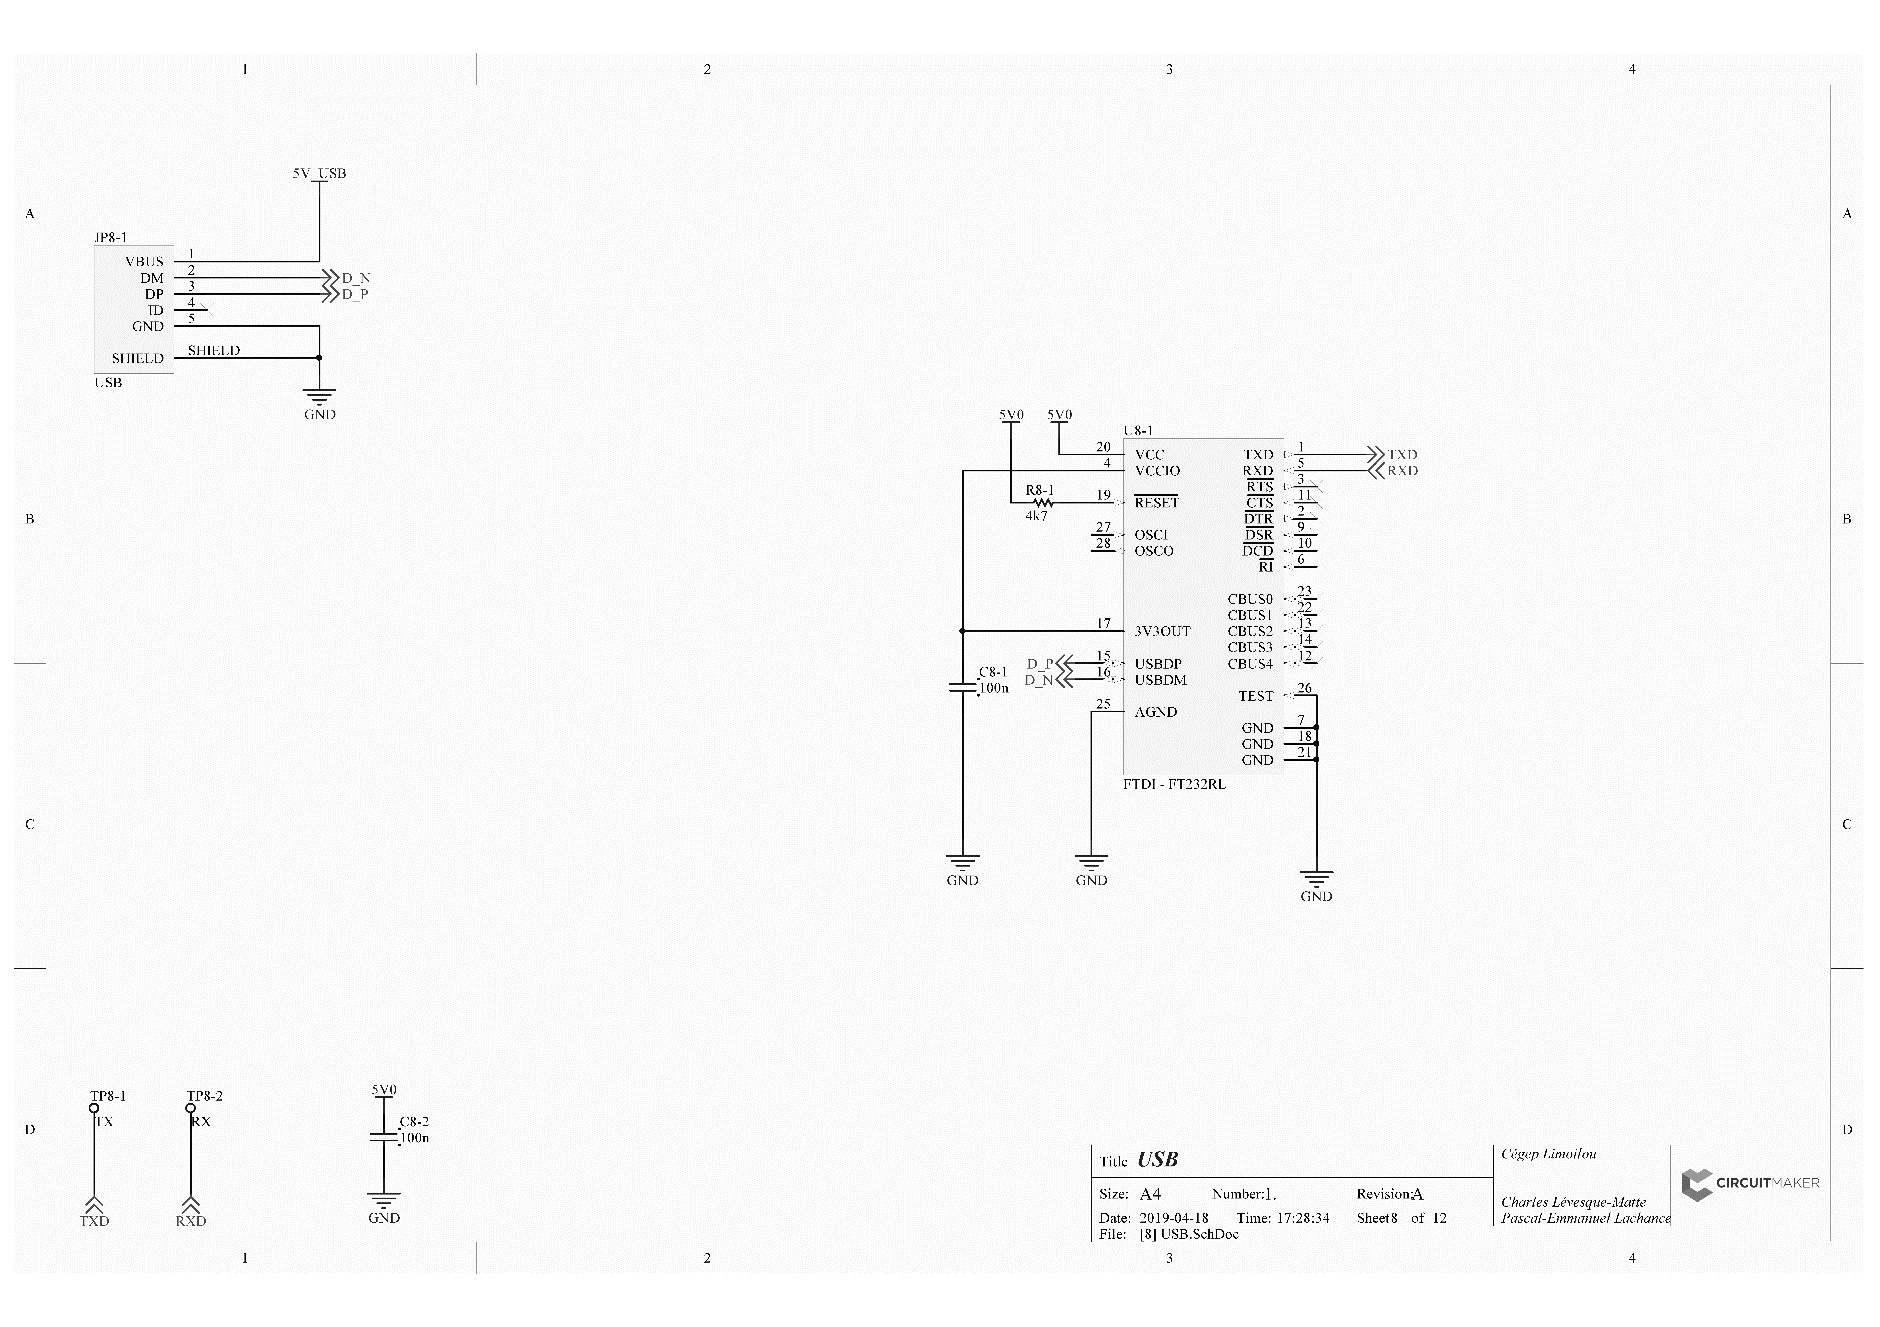 1 2 3 4
A A
B B
C C
D D
5V_USB
JP8-1
VBUS 1
DM 2 D_N
DP 3 D_P
ID 4
GND 5
SHIELD SHIELD
USB
GND
5V0 5V0
U8-1
20 VCC TXD 1 TXD
4 VCCIO RXD 5 RXD
RTS 3
R8-1 19 RESET CTS 11
4k7 DTR 2
27 OSCI DSR 9
28 OSCO DCD 10
RI 6
CBUS0 23
CBUS1 22
17 3V3OUT CBUS2 13
CBUS3 14
D_P 15 USBDP CBUS4 12
D_N 16 USBDM
C8-1
100n
TEST 26
25 AGND
GND 7
GND 18
GND 21
FTDI - FT232RL
GND GND GND
TP8-1 TP8-2 5V0
TX RX C8-2
100n
TXD RXD GND
Title USB
Size: A4 Number:1. Revision:A
Date: 2019-04-18 Time: 17:28:34 Sheet8 of 12
File: [8] USB.SchDoc
Cégep Limoilou
Charles Lévesque-Matte
Pascal-Emmanuel Lachance
CIRCUITMAKER
1 2 3 4